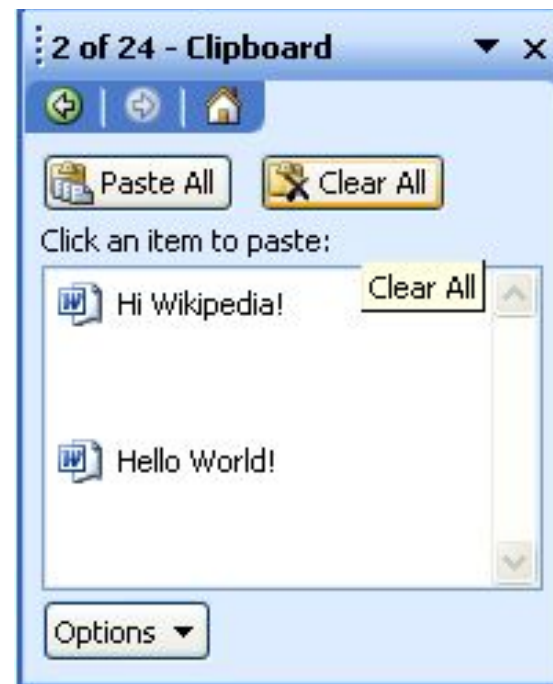 2 of 24 - Clipboard
Paste All Clear All
Click an item to paste:
Clear All
Hi Wikipedia!
Hello World!
Options